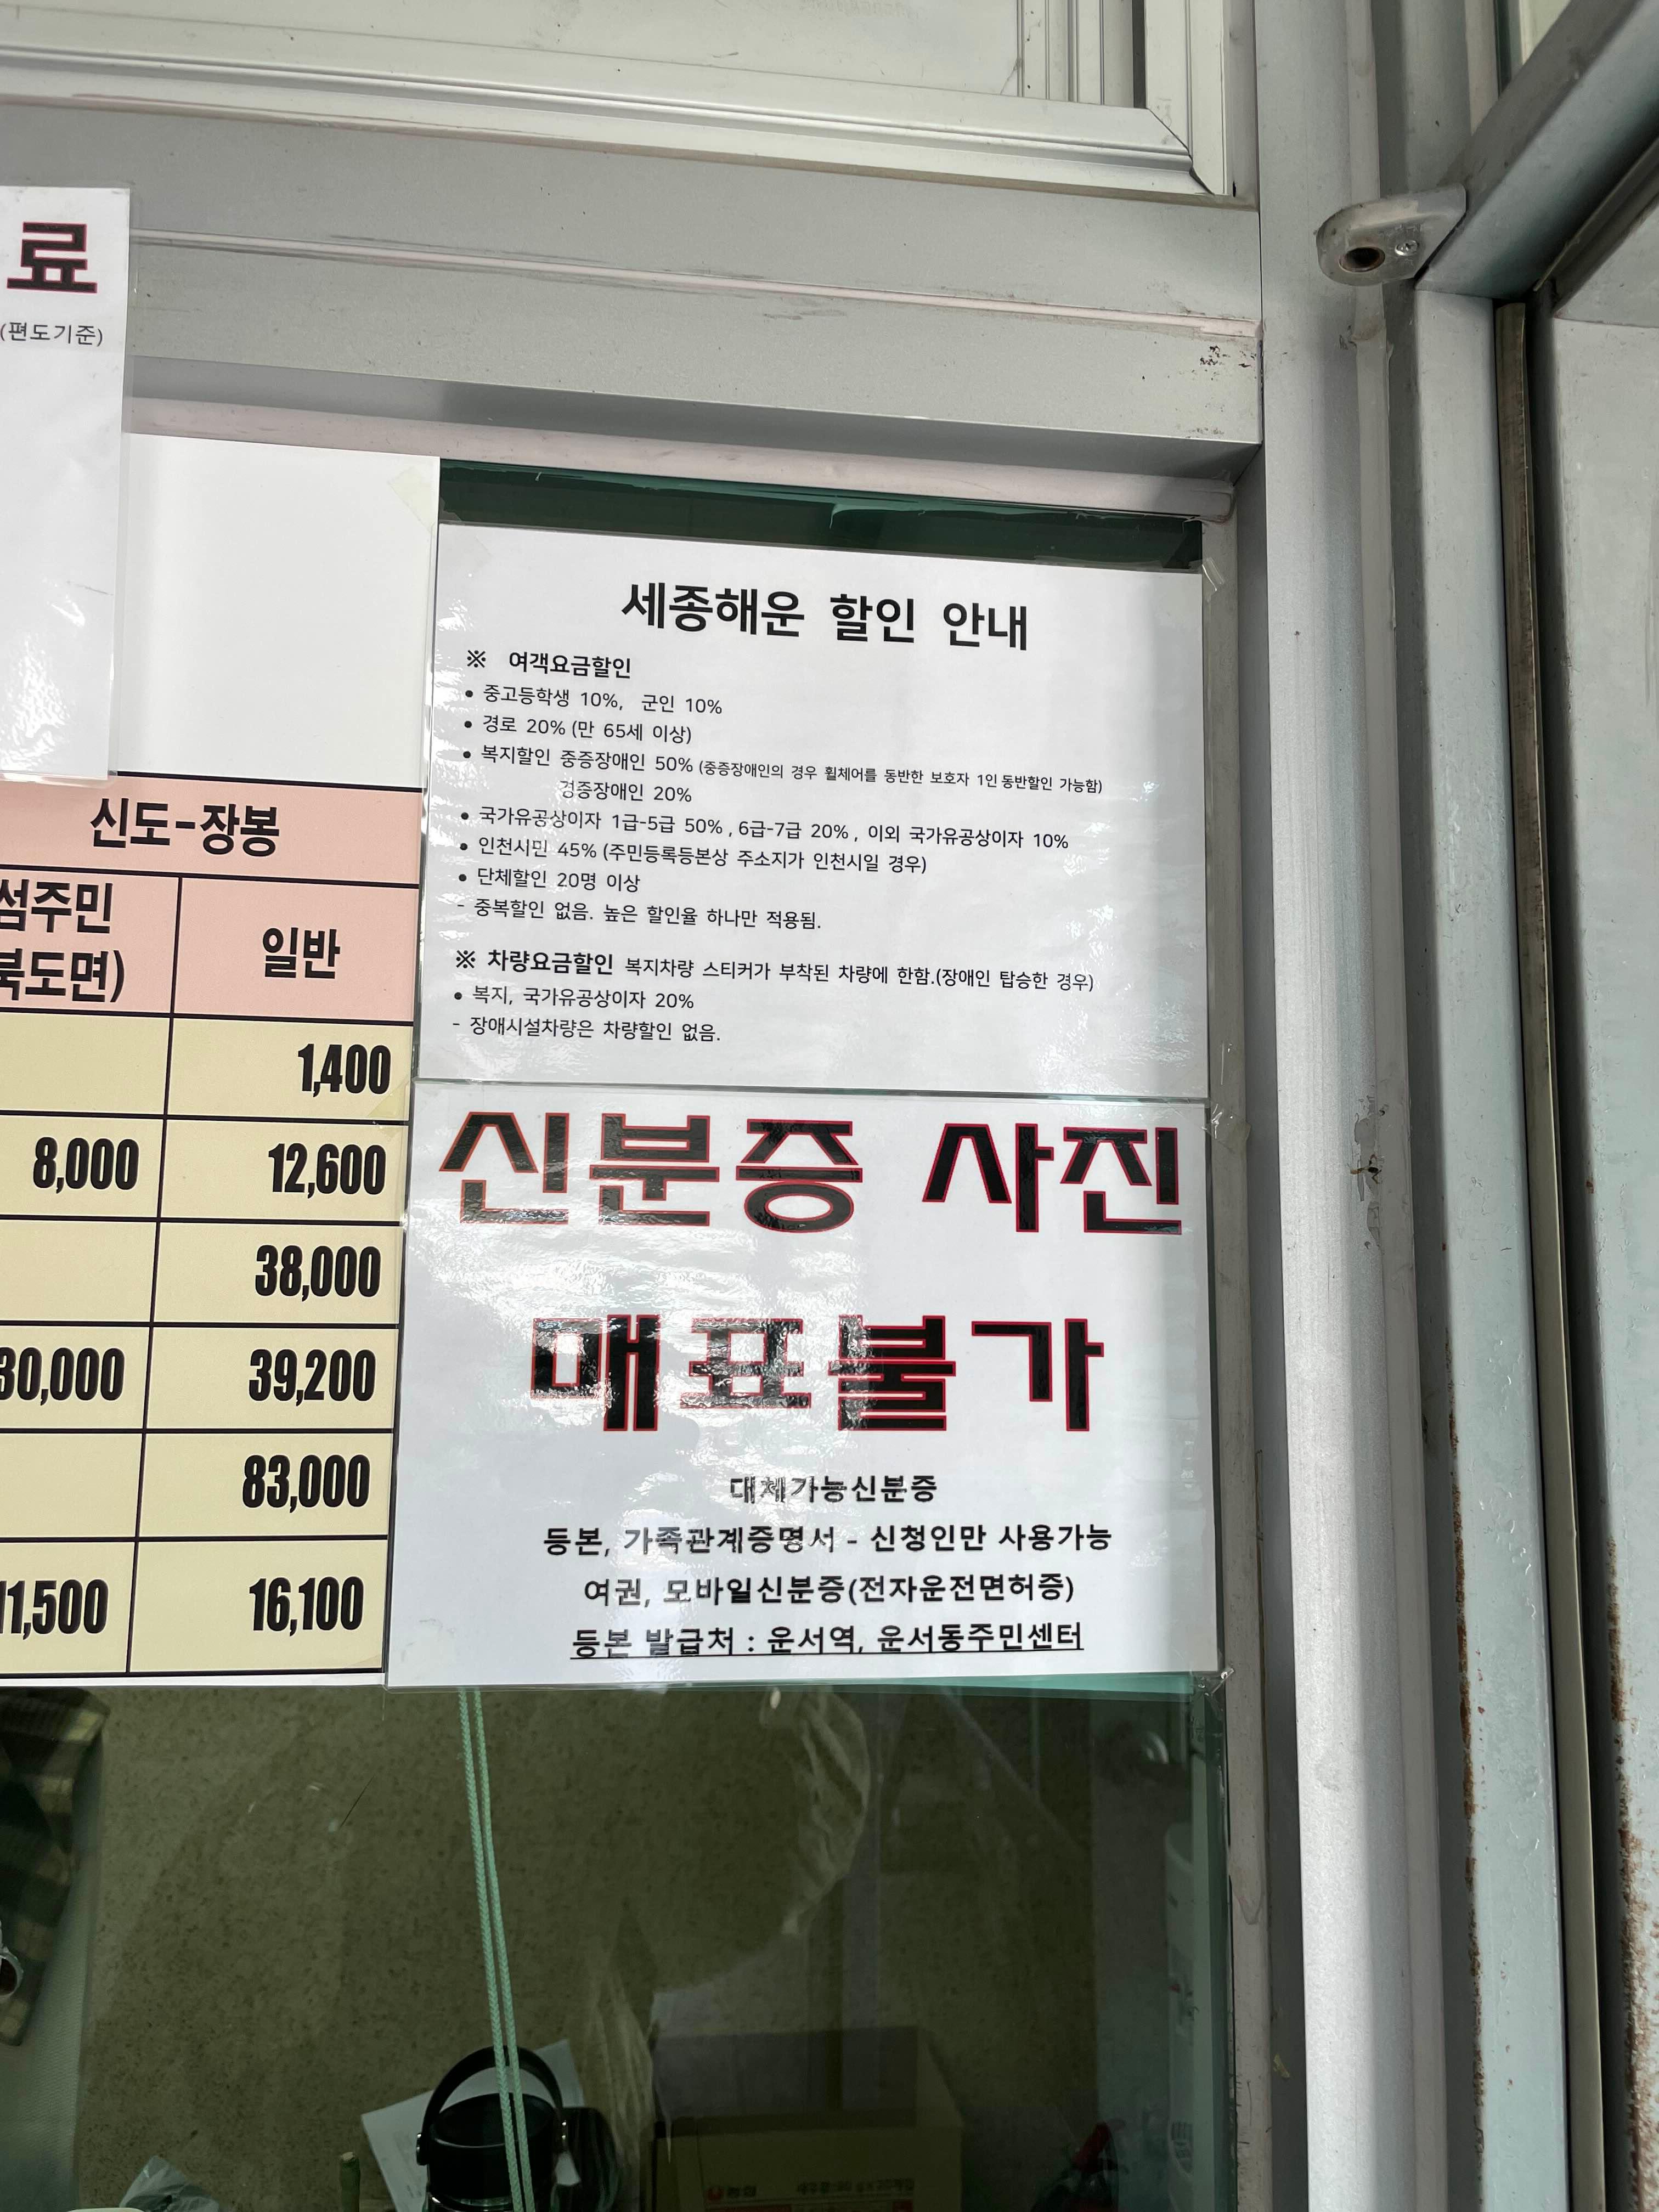 료
(편도기준)
신도-장봉
섬주민
북도면)
일반
1,400
8,000 12,600
38,000
30,000 39,200
83,000
11,500 16,100
세종해운 할인 안내
※ 여객요금할인
• 중고등학생 10%, 군인 10%
• 경로 20% (만 65세 이상)
• 복지할인 중증장애인 50% (중증장애인의 경우 휠체어를 동반한 보호자 1인 동반할인 가능함)
경증장애인 20%
• 국가유공상이자 1급-5급 50% , 6급-7급 20% , 이외 국가유공상이자 10%
• 인천시민 45% (주민등록등본상 주소지가 인천시일 경우)
• 단체할인 20명 이상
- 중복할인 없음. 높은 할인율 하나만 적용됨.
※ 차량요금할인 복지차량 스티커가 부착된 차량에 한함.(장애인 탑승한 경우)
• 복지, 국가유공상이자 20%
- 장애시설차량은 차량할인 없음.
신분증 사진
매표불가
대체가능신분증
등본, 가족관계증명서 - 신청인만 사용가능
여권, 모바일신분증(전자운전면허증)
등본 발급처 : 운서역, 운서동주민센터